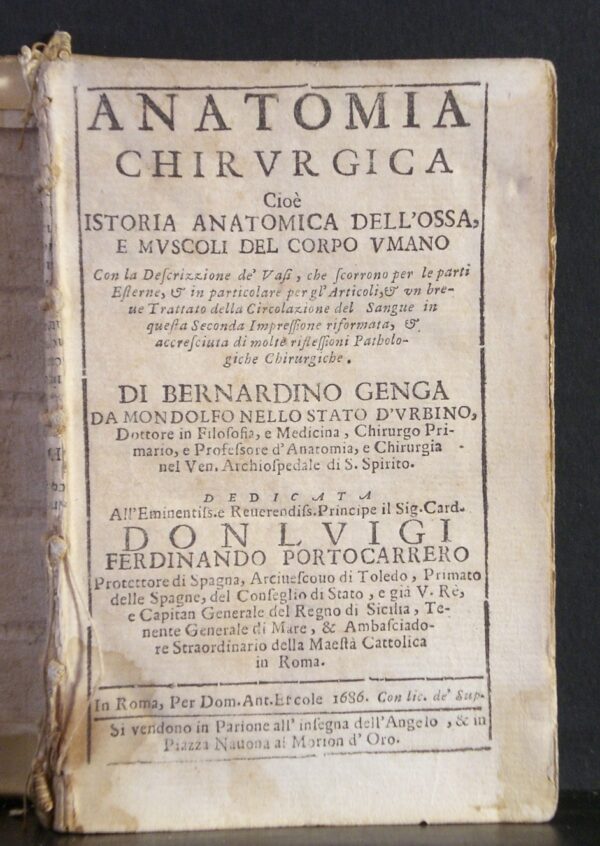 ANATOMIA
CHIRVRGICA
Cioè
ISTORIA ANATOMICA DELL'OSSA,
E MVSCOLI DEL CORPO VMANO
Con la Deſcrizzione de' Vaſi, che ſcorrono per le parti
Eſterne, & in particolare per gl' Articoli, & vn bre-
ue Trattato della Circolazione del Sangue in
queſta Seconda Impreſſione riformata, &
accreſciuta di molte rifleſſioni Patholo-
giche Chirurgiche.
DI BERNARDINO GENGA
DA MONDOLFO NELLO STATO D'VRBINO,
Dottore in Filoſofia, e Medicina, Chirurgo Pri-
mario, e Profeſſore d'Anatomia, e Chirurgia
nel Ven. Archioſpedale di S. Spirito.
DEDICATA
All'Eminentiſs. e Reuerendiſs. Principe il Sig. Card.
DON LVIGI
FERDINANDO PORTOCARRERO
Protettore di Spagna, Arciueſcouo di Toledo, Primato
delle Spagne, del Conſeglio di Stato, e già V. Rè,
e Capitan Generale del Regno di Sicilia, Te-
nente Generale di Mare, & Ambaſciado-
re Straordinario della Maeſtà Cattolica
in Roma.
In Roma, Per Dom. Ant. Ercole 1686. Con lic. de' Sup.
Si vendono in Parione all' inſegna dell'Angelo, & in
Piazza Nauona al Morion d' Oro.